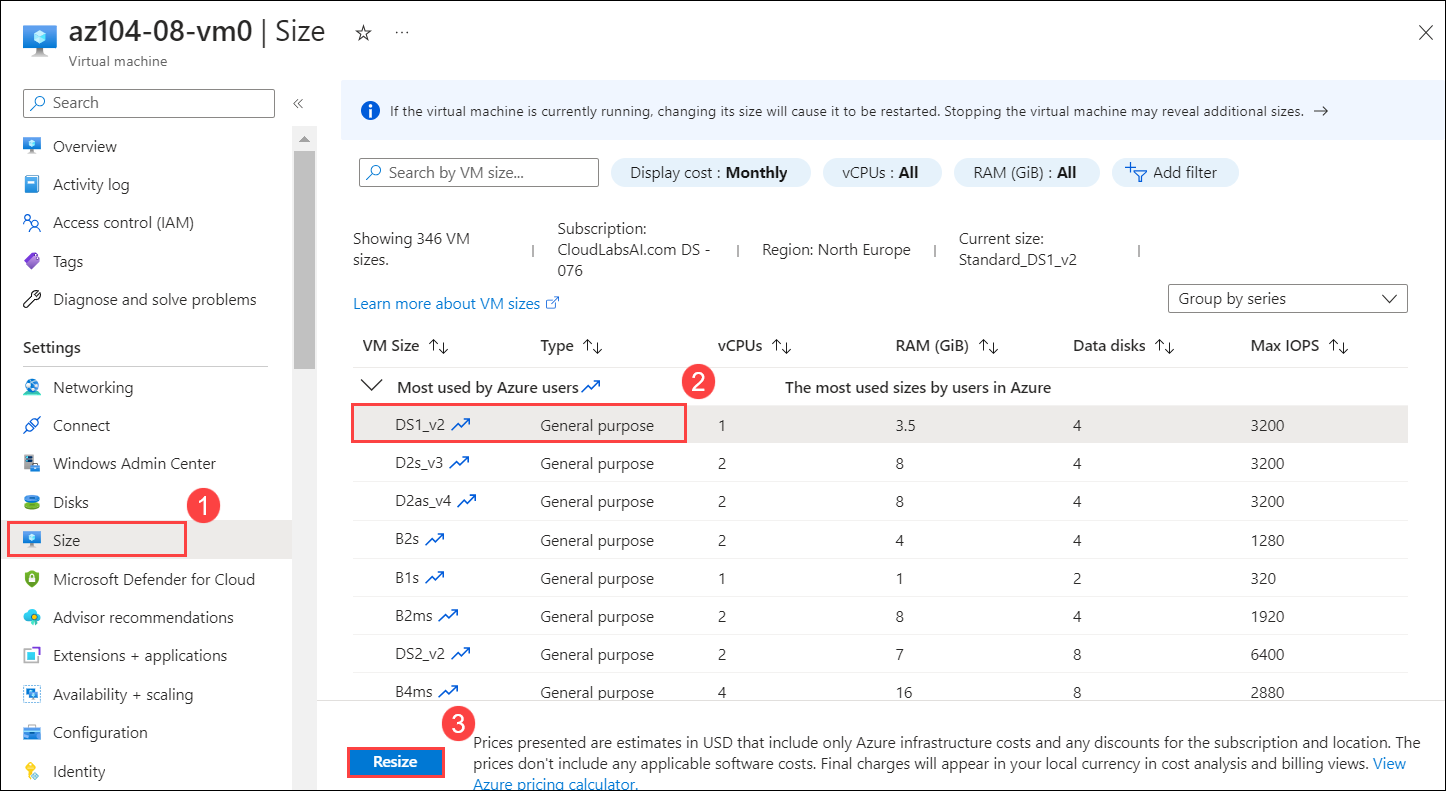 az104-08-vm0 | Size
Virtual machine
Search
Overview
Activity log
Access control (IAM)
Tags
Diagnose and solve problems
Settings
Networking
Connect
Windows Admin Center
Disks
1
Size
Microsoft Defender for Cloud
Advisor recommendations
Extensions + applications
Availability + scaling
Configuration
Identity
If the virtual machine is currently running, changing its size will cause it to be restarted. Stopping the virtual machine may reveal additional sizes. →
Search by VM size... Display cost : Monthly vCPUs : All RAM (GiB) : All Add filter
Showing 346 VM
sizes.
Subscription:
CloudLabsAI.com DS -
076
Region: North Europe
Current size:
Standard_DS1_v2
Learn more about VM sizes
Group by series
VM Size Type vCPUs RAM (GiB) Data disks Max IOPS
Most used by Azure users The most used sizes by users in Azure
2
DS1_v2 General purpose 1 3.5 4 3200
D2s_v3 General purpose 2 8 4 3200
D2as_v4 General purpose 2 8 4 3200
B2s General purpose 2 4 4 1280
B1s General purpose 1 1 2 320
B2ms General purpose 2 8 4 1920
DS2_v2 General purpose 2 7 8 6400
B4ms General purpose 4 16 8 2880
3
Resize
Prices presented are estimates in USD that include only Azure infrastructure costs and any discounts for the subscription and location. The
prices don't include any applicable software costs. Final charges will appear in your local currency in cost analysis and billing views. View
Azure pricing calculator.